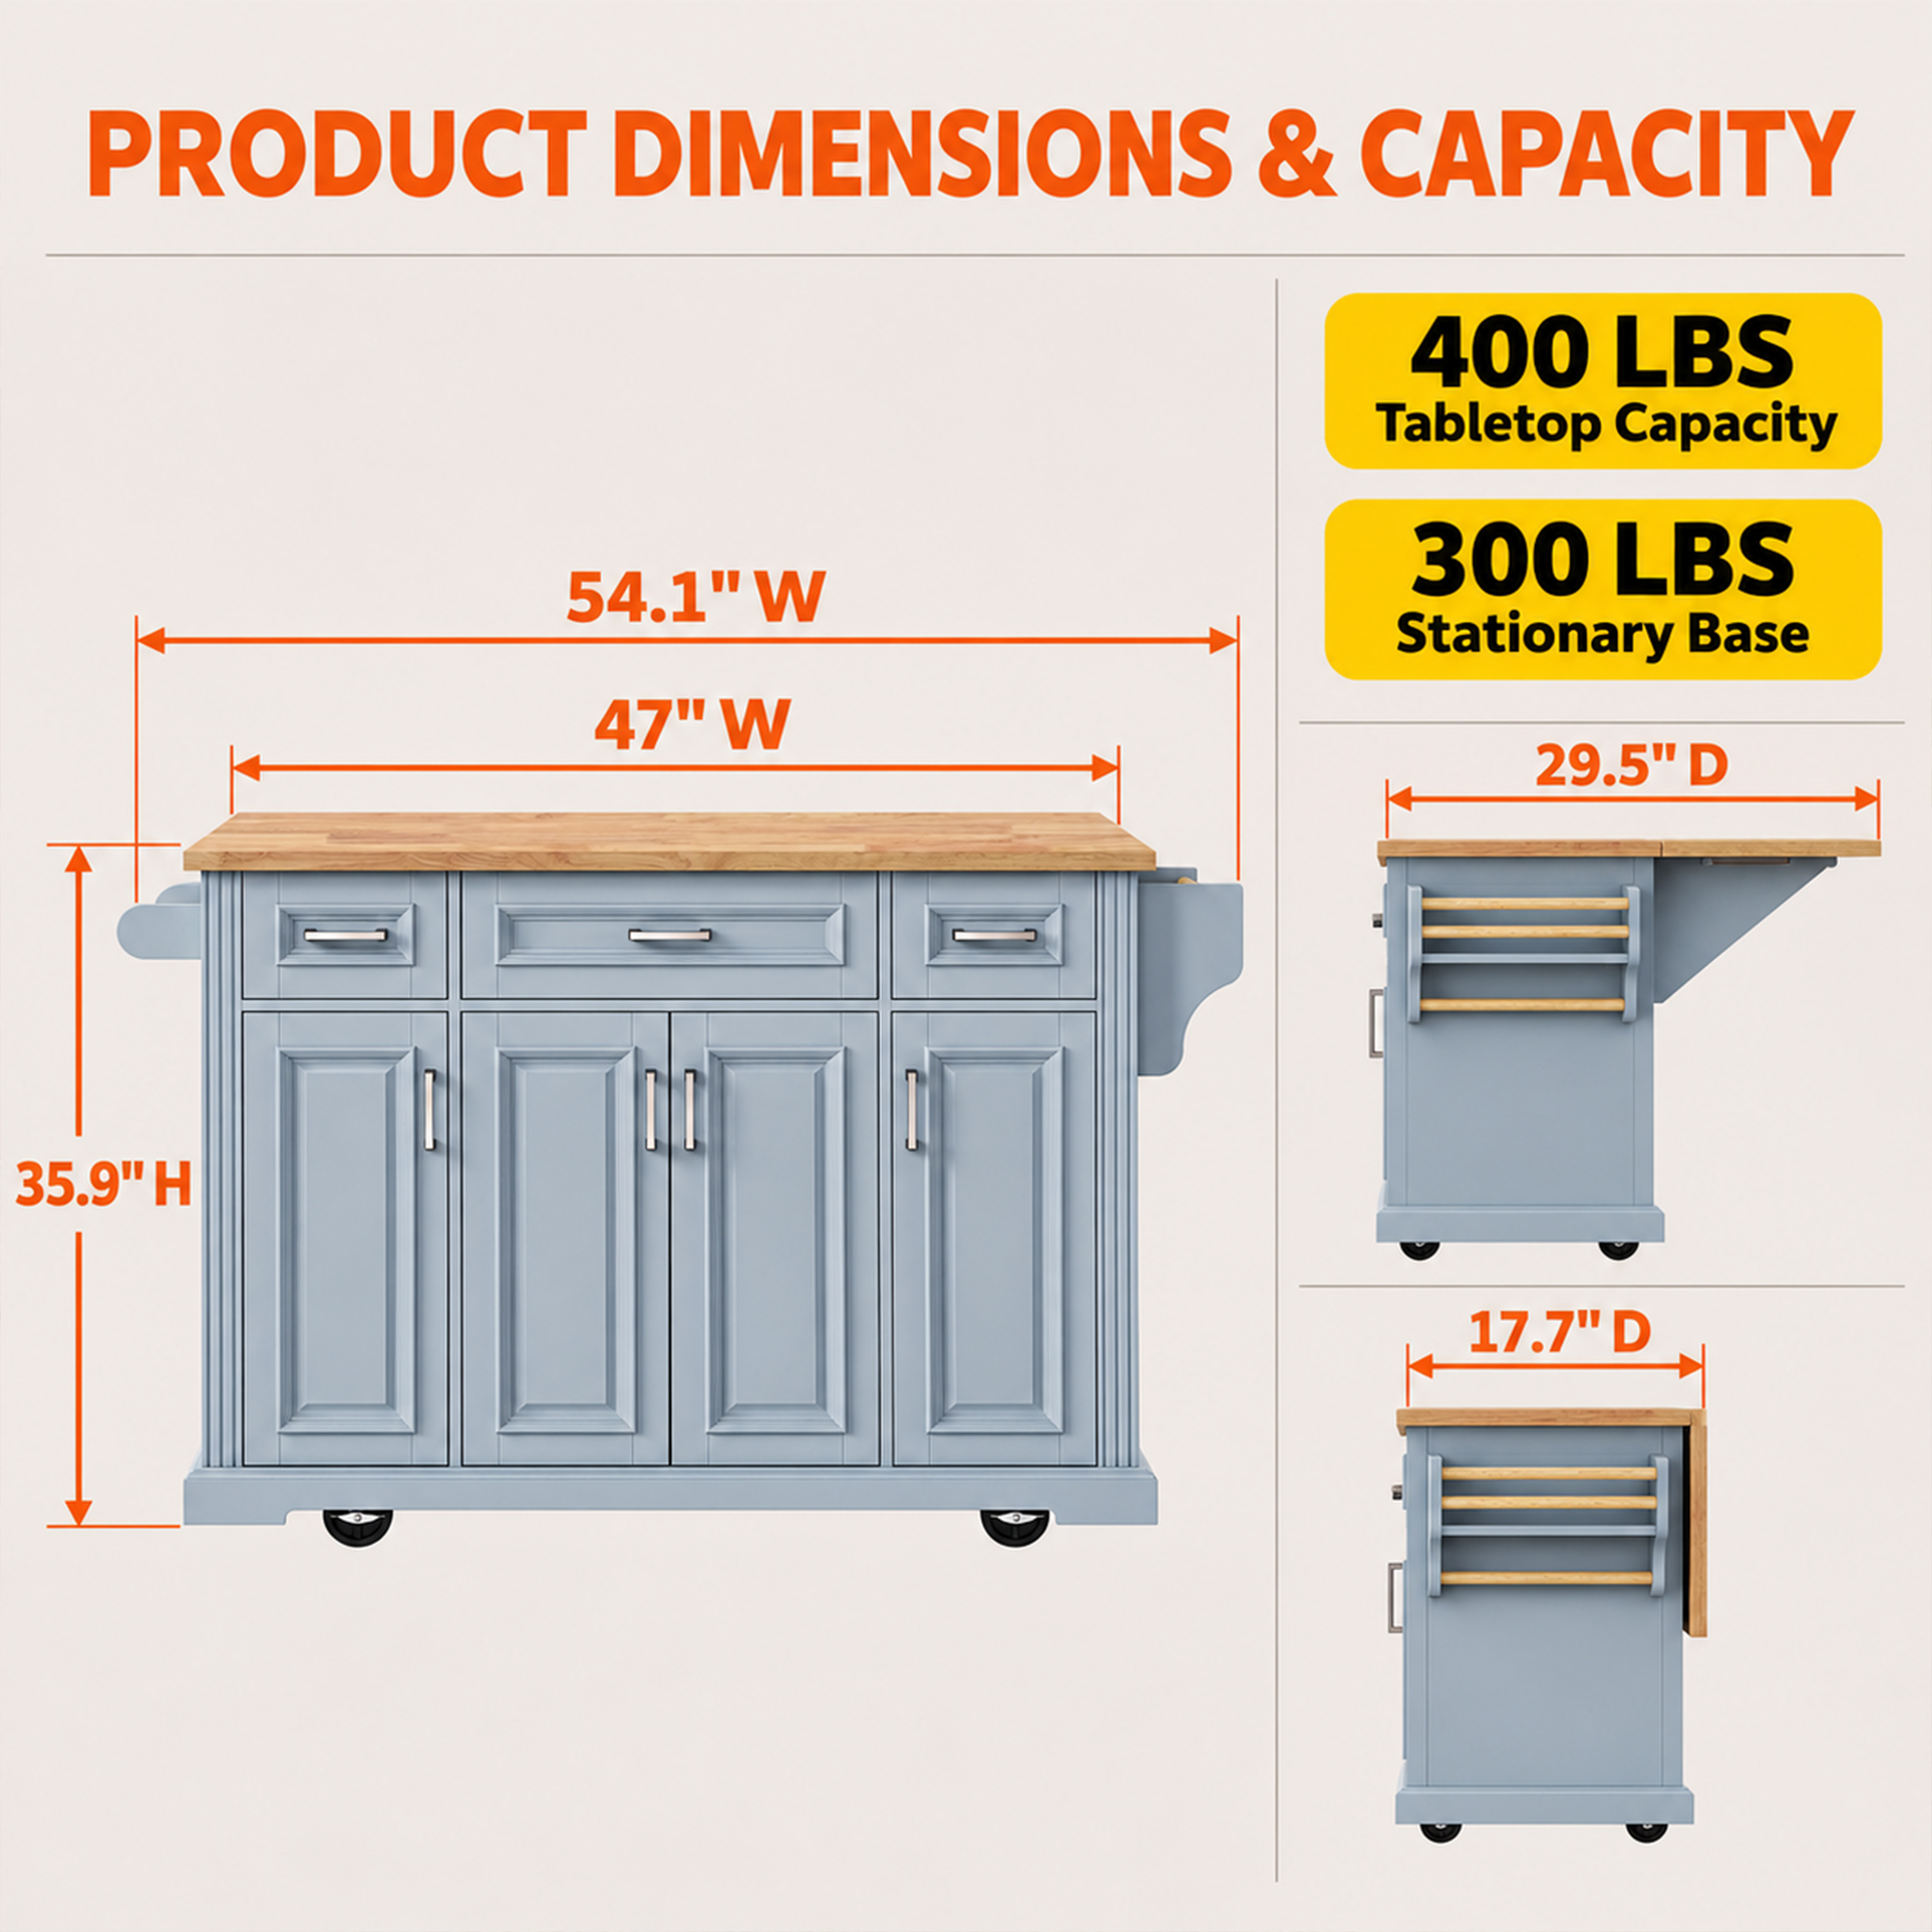 PRODUCT DIMENSIONS & CAPACITY
400 LBS
Tabletop Capacity
300 LBS
Stationary Base
54.1" W
47" W
35.9" H
29.5" D
17.7" D